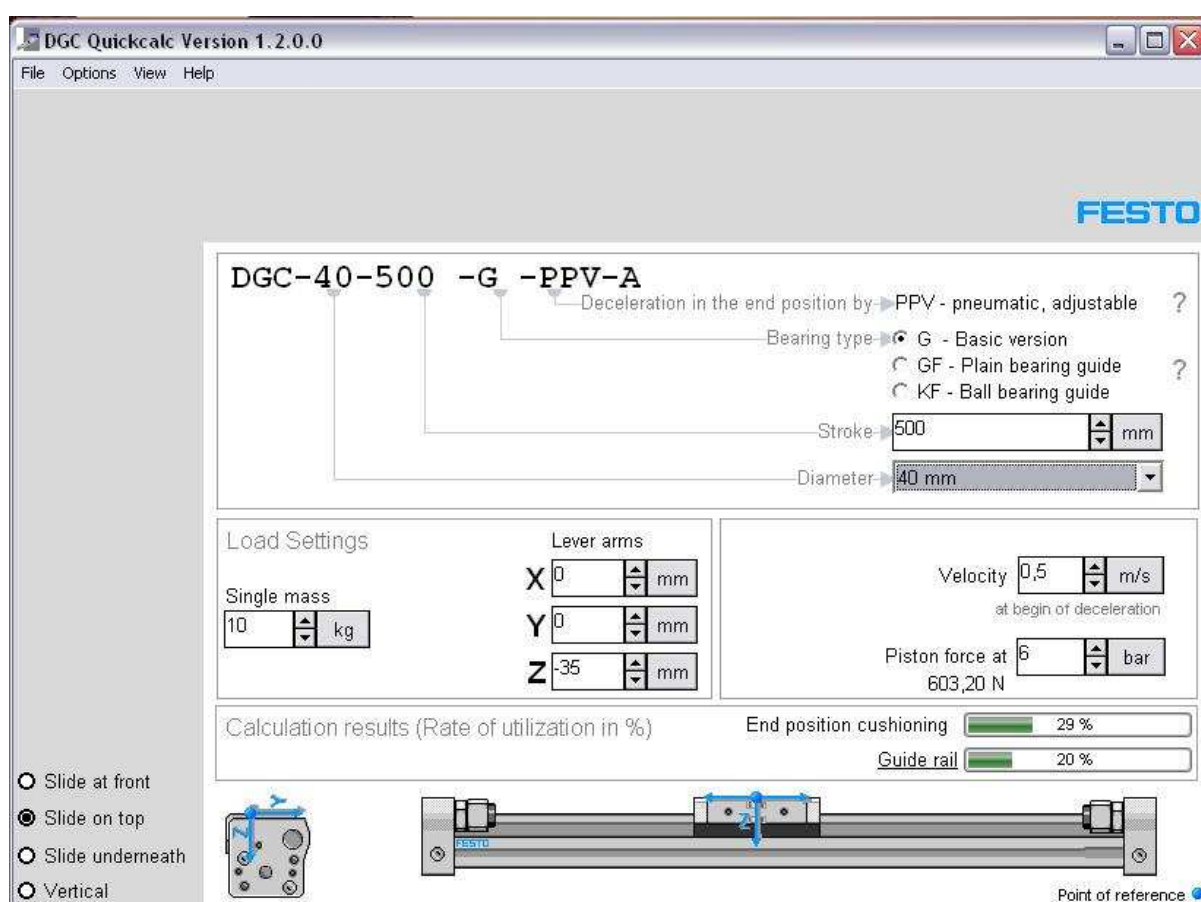 DGC Quickcalc Version 1.2.0.0
File Options View Help
FESTO
DGC-40-500 -G -PPV-A
Deceleration in the end position by PPV - pneumatic, adjustable ?
Bearing type G - Basic version
GF - Plain bearing guide ?
KF - Ball bearing guide
Stroke 500 mm
Diameter 40 mm
Load Settings
Lever arms
Single mass
10 kg
X 0 mm
Y 0 mm
Z -35 mm
Velocity 0,5 m/s
at begin of deceleration
Piston force at 6 bar
603,20 N
Calculation results (Rate of utilization in %)
End position cushioning 29 %
Guide rail 20 %
Slide at front
Slide on top
Slide underneath
Vertical
Y
Z
Z
FESTO
Point of reference